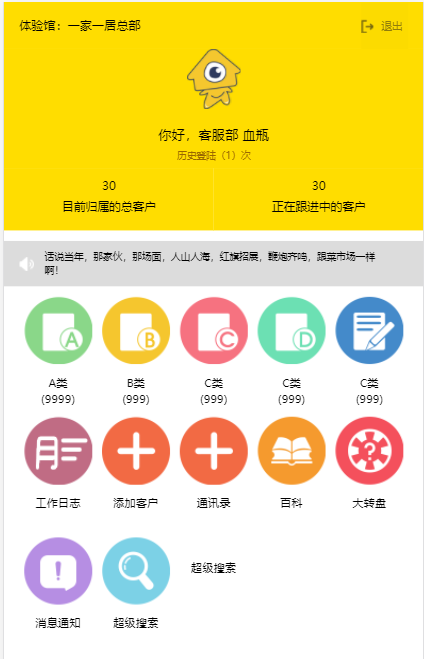 体验馆：一家一居总部
退出
你好，客服部 血瓶
历史登陆（1）次
30
目前归属的总客户
30
正在跟进中的客户
话说当年，那家伙，那场面，人山人海，红旗招展，鞭炮齐鸣，跟菜市场一样
啊！
A
B
C
D
A类
(9999)
B类
(999)
C类
(999)
C类
(999)
C类
(999)
月
工作日志
添加客户
通讯录
百科
?
大转盘
!
消息通知
超级搜索
超级搜索